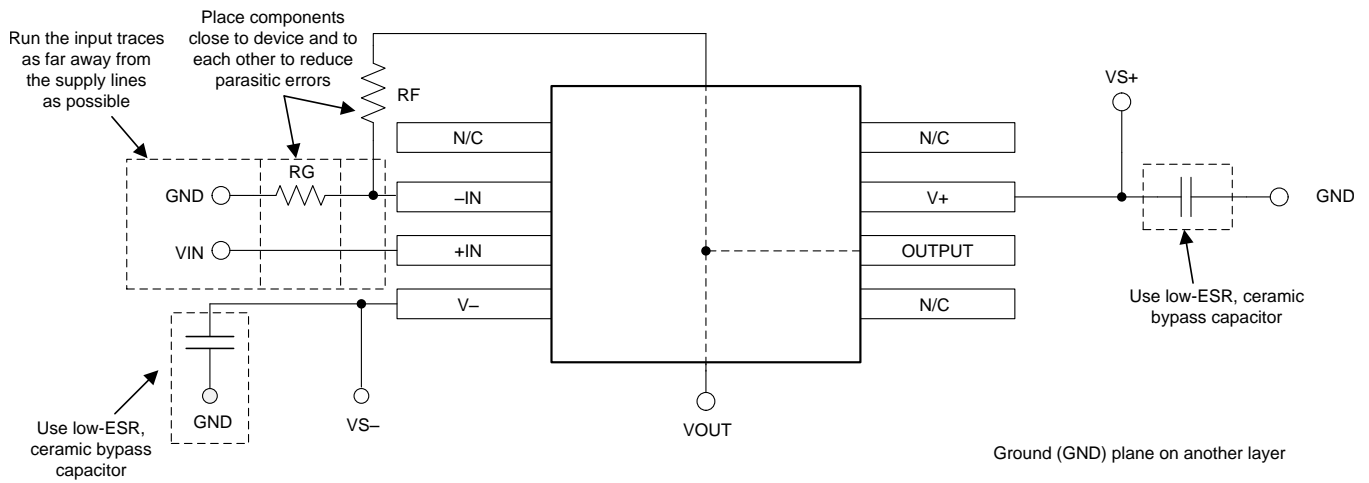 Run the input traces
as far away from
the supply lines
as possible
Place components
close to device and to
each other to reduce
parasitic errors
RF
VS+
N/C
N/C
RG
GND
–IN
V+
GND
VIN
+IN
OUTPUT
V–
N/C
Use low-ESR, ceramic
bypass capacitor
GND
VS–
VOUT
Use low-ESR,
ceramic bypass
capacitor
Ground (GND) plane on another layer